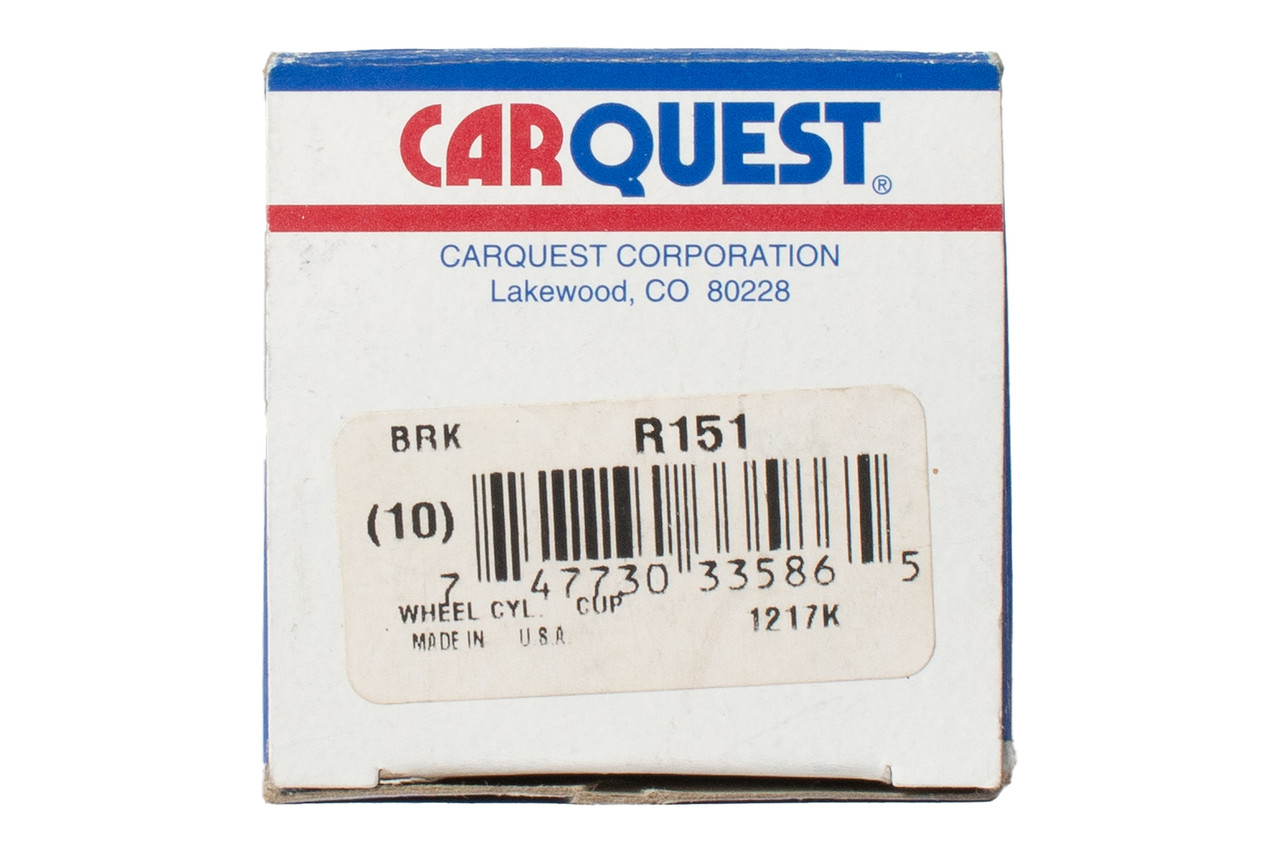 CARQUEST®
CARQUEST CORPORATION
Lakewood, CO 80228
BRK R151
(10)
7 47730 33586 5
WHEEL CYL. CUP
1217K
MADE IN U.S.A.